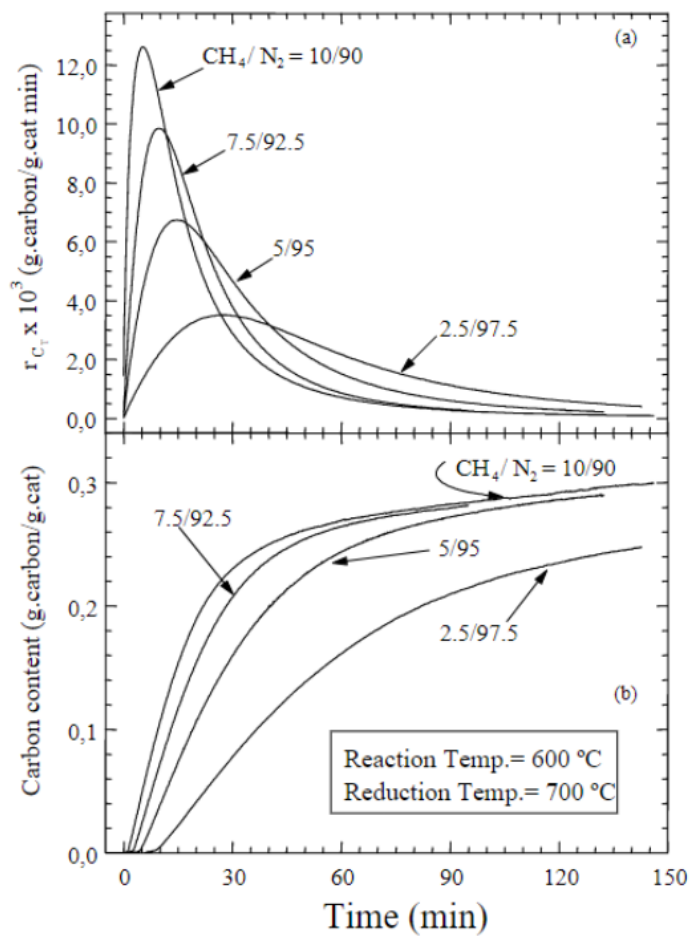 (a)
CH₄/ N₂ = 10/90
7.5/92.5
5/95
2.5/97.5
12,0
10,0
8,0
6,0
4,0
2,0
0,0
r_{C_T} x 10³ (g.carbon/g.cat min)
CH₄/ N₂ = 10/90
7.5/92.5
5/95
2.5/97.5
(b)
Reaction Temp.= 600 ºC
Reduction Temp.= 700 ºC
0,3
0,2
0,1
0,0
Carbon content (g.carbon/g.cat)
0 30 60 90 120 150
Time (min)